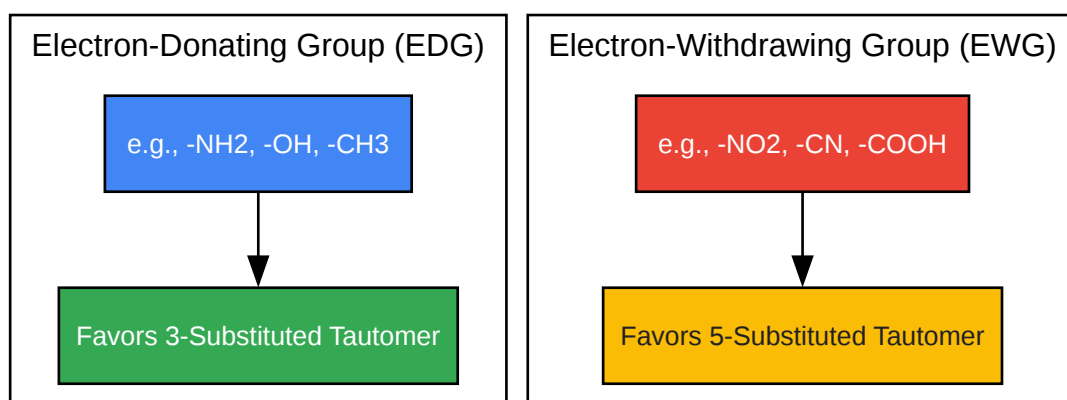 Electron-Donating Group (EDG)
e.g., -NH2, -OH, -CH3
Favors 3-Substituted Tautomer
Electron-Withdrawing Group (EWG)
e.g., -NO2, -CN, -COOH
Favors 5-Substituted Tautomer